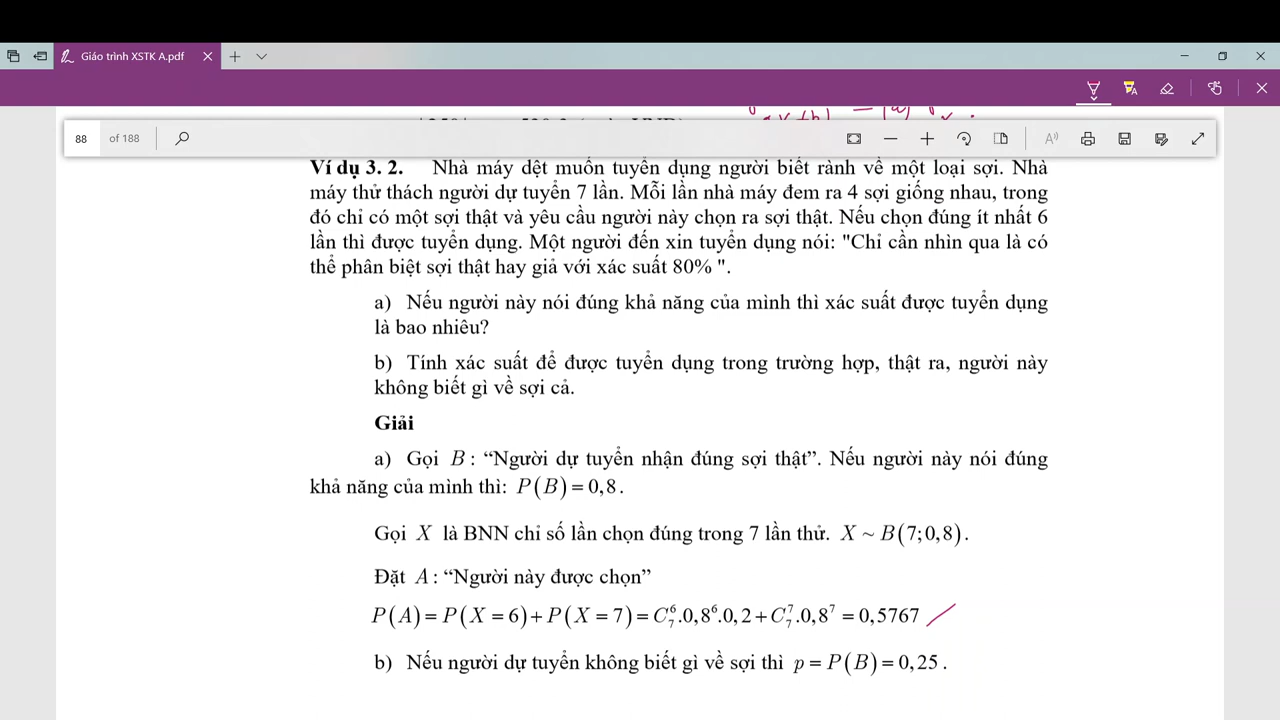 Giáo trình XSTK A.pdf
88 of 188
Ví dụ 3. 2. Nhà máy dệt muốn tuyển dụng người biết rành về một loại sợi. Nhà
máy thử thách người dự tuyển 7 lần. Mỗi lần nhà máy đem ra 4 sợi giống nhau, trong
đó chỉ có một sợi thật và yêu cầu người này chọn ra sợi thật. Nếu chọn đúng ít nhất 6
lần thì được tuyển dụng. Một người đến xin tuyển dụng nói: "Chỉ cần nhìn qua là có
thể phân biệt sợi thật hay giả với xác suất 80% ".
a) Nếu người này nói đúng khả năng của mình thì xác suất được tuyển dụng
là bao nhiêu?
b) Tính xác suất để được tuyển dụng trong trường hợp, thật ra, người này
không biết gì về sợi cả.
Giải
a) Gọi B : “Người dự tuyển nhận đúng sợi thật”. Nếu người này nói đúng
khả năng của mình thì: P(B) = 0,8 .
Gọi X là BNN chỉ số lần chọn đúng trong 7 lần thử. X ~ B(7;0,8).
Đặt A : “Người này được chọn”
P(A) = P(X = 6) + P(X = 7) = C₇⁶.0,8⁶.0,2 + C₇⁷.0,8⁷ = 0,5767
b) Nếu người dự tuyển không biết gì về sợi thì p = P(B) = 0,25 .